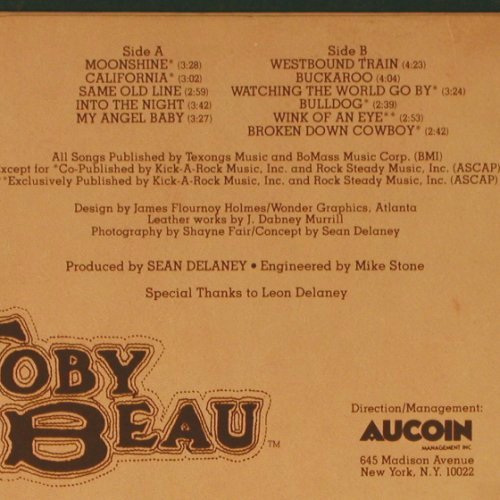 Side A
MOONSHINE* (3:28)
CALIFORNIA* (3:02)
SAME OLD LINE (2:59)
INTO THE NIGHT (3:42)
MY ANGEL BABY (3:27)
Side B
WESTBOUND TRAIN (4:23)
BUCKAROO (4:04)
WATCHING THE WORLD GO BY* (3:24)
BULLDOG* (2:39)
WINK OF AN EYE** (2:53)
BROKEN DOWN COWBOY* (2:42)
All Songs Published by Texongs Music and BoMass Music Corp. (BMI)
xcept for *Co-Published by Kick-A-Rock Music, Inc. and Rock Steady Music, Inc. (ASCAP)
*Exclusively Published by Kick-A-Rock Music, Inc. and Rock Steady Music, Inc. (ASCAP)
Design by James Flournoy Holmes/Wonder Graphics, Atlanta
Leather works by J. Dabney Murrill
Photography by Shayne Fair/Concept by Sean Delaney
Produced by SEAN DELANEY • Engineered by Mike Stone
Special Thanks to Leon Delaney
TOBY
BEAU ™
Direction/Management:
AUCOIN
MANAGEMENT INC.
645 Madison Avenue
New York, N.Y. 10022